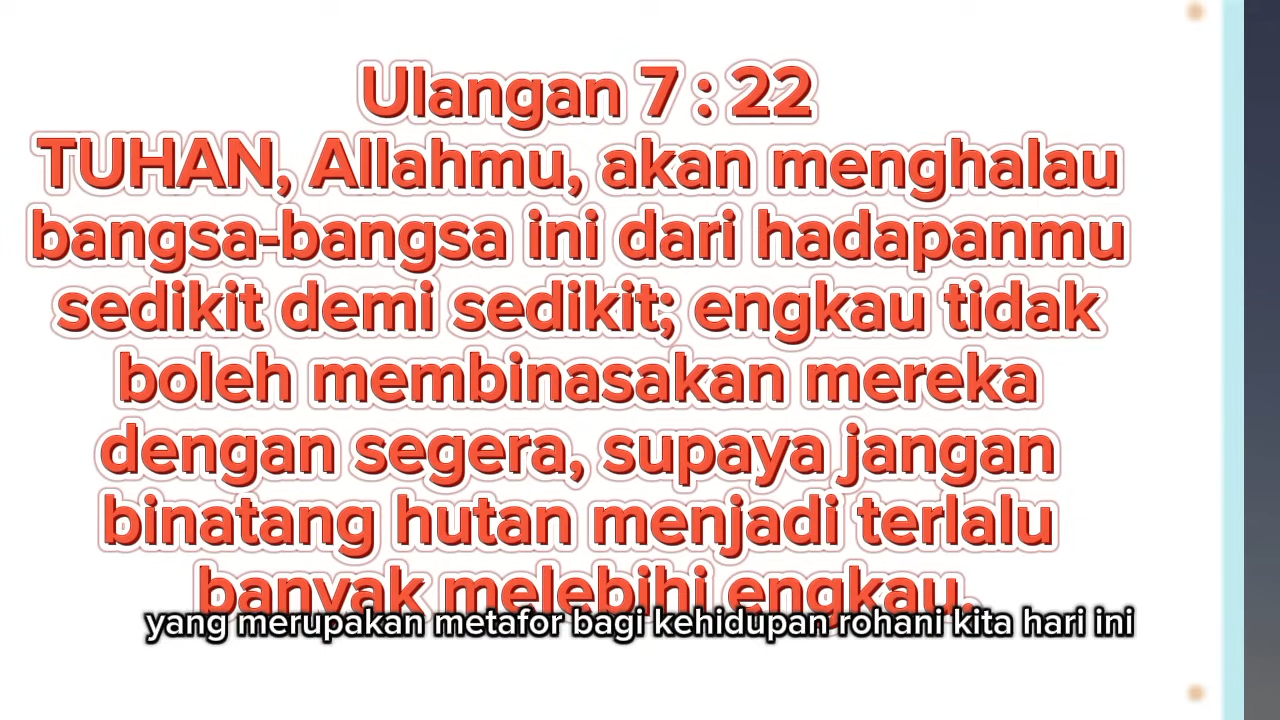 Ulangan 7 : 22
TUHAN, Allahmu, akan menghalau
bangsa-bangsa ini dari hadapanmu
sedikit demi sedikit; engkau tidak
boleh membinasakan mereka
dengan segera, supaya jangan
binatang hutan menjadi terlalu
banyak melebihi engkau.
yang merupakan metafor bagi kehidupan rohani kita hari ini